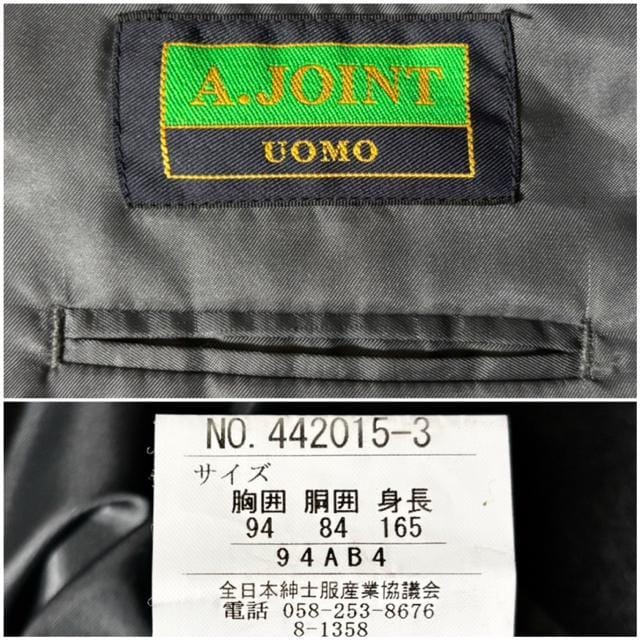 A.JOINT
UOMO
NO. 442015-3
サイズ
胸囲 胴囲 身長
94 84 165
94AB4
全日本紳士服産業協議会
電話 058-253-8676
8-1358